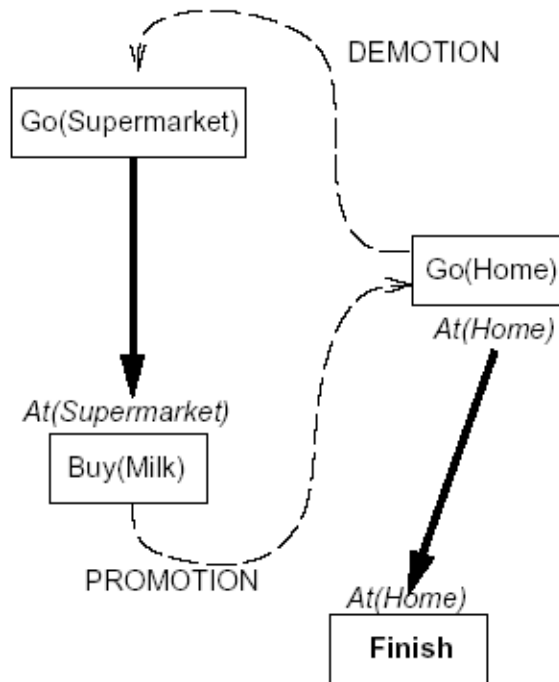 DEMOTION
Go(Supermarket)
Go(Home)
At(Home)
At(Supermarket)
Buy(Milk)
PROMOTION
At(Home)
Finish